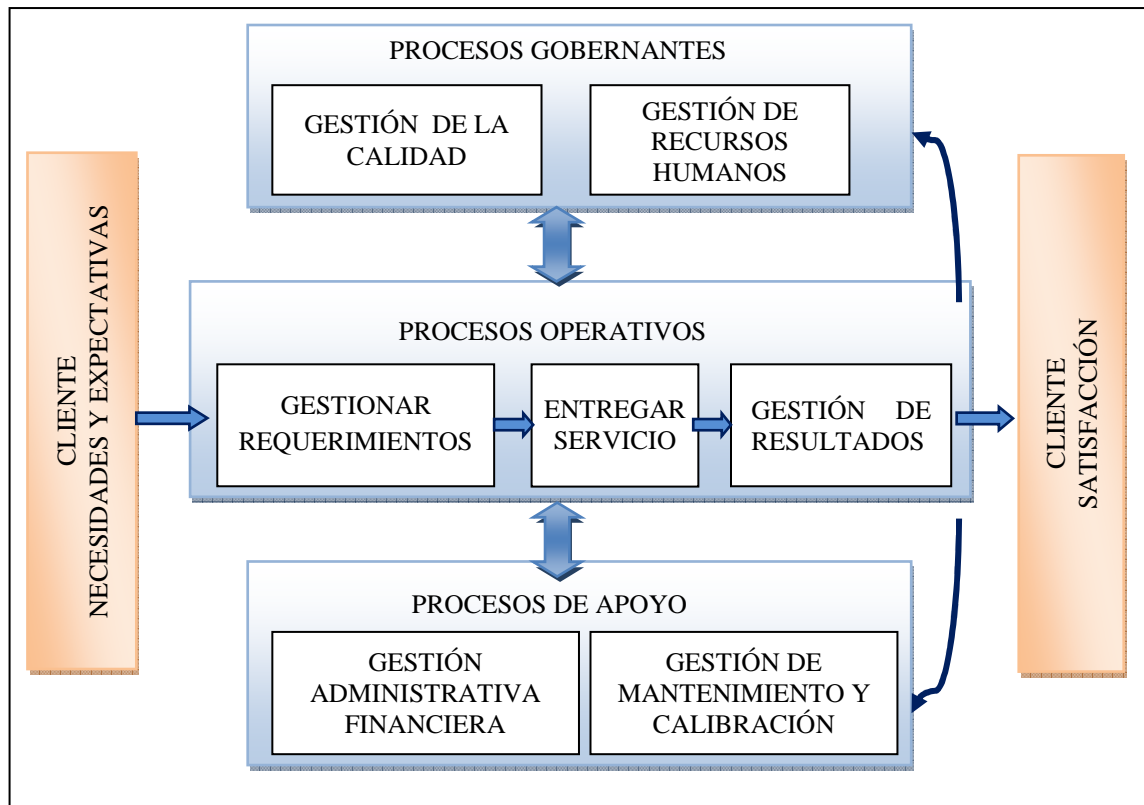 PROCESOS GOBERNANTES
GESTIÓN DE LA
CALIDAD
GESTIÓN DE
RECURSOS
HUMANOS
CLIENTE
NECESIDADES Y EXPECTATIVAS
PROCESOS OPERATIVOS
GESTIONAR
REQUERIMIENTOS
ENTREGAR
SERVICIO
GESTIÓN DE
RESULTADOS
CLIENTE
SATISFACCIÓN
PROCESOS DE APOYO
GESTIÓN
ADMINISTRATIVA
FINANCIERA
GESTIÓN DE
MANTENIMIENTO Y
CALIBRACIÓN